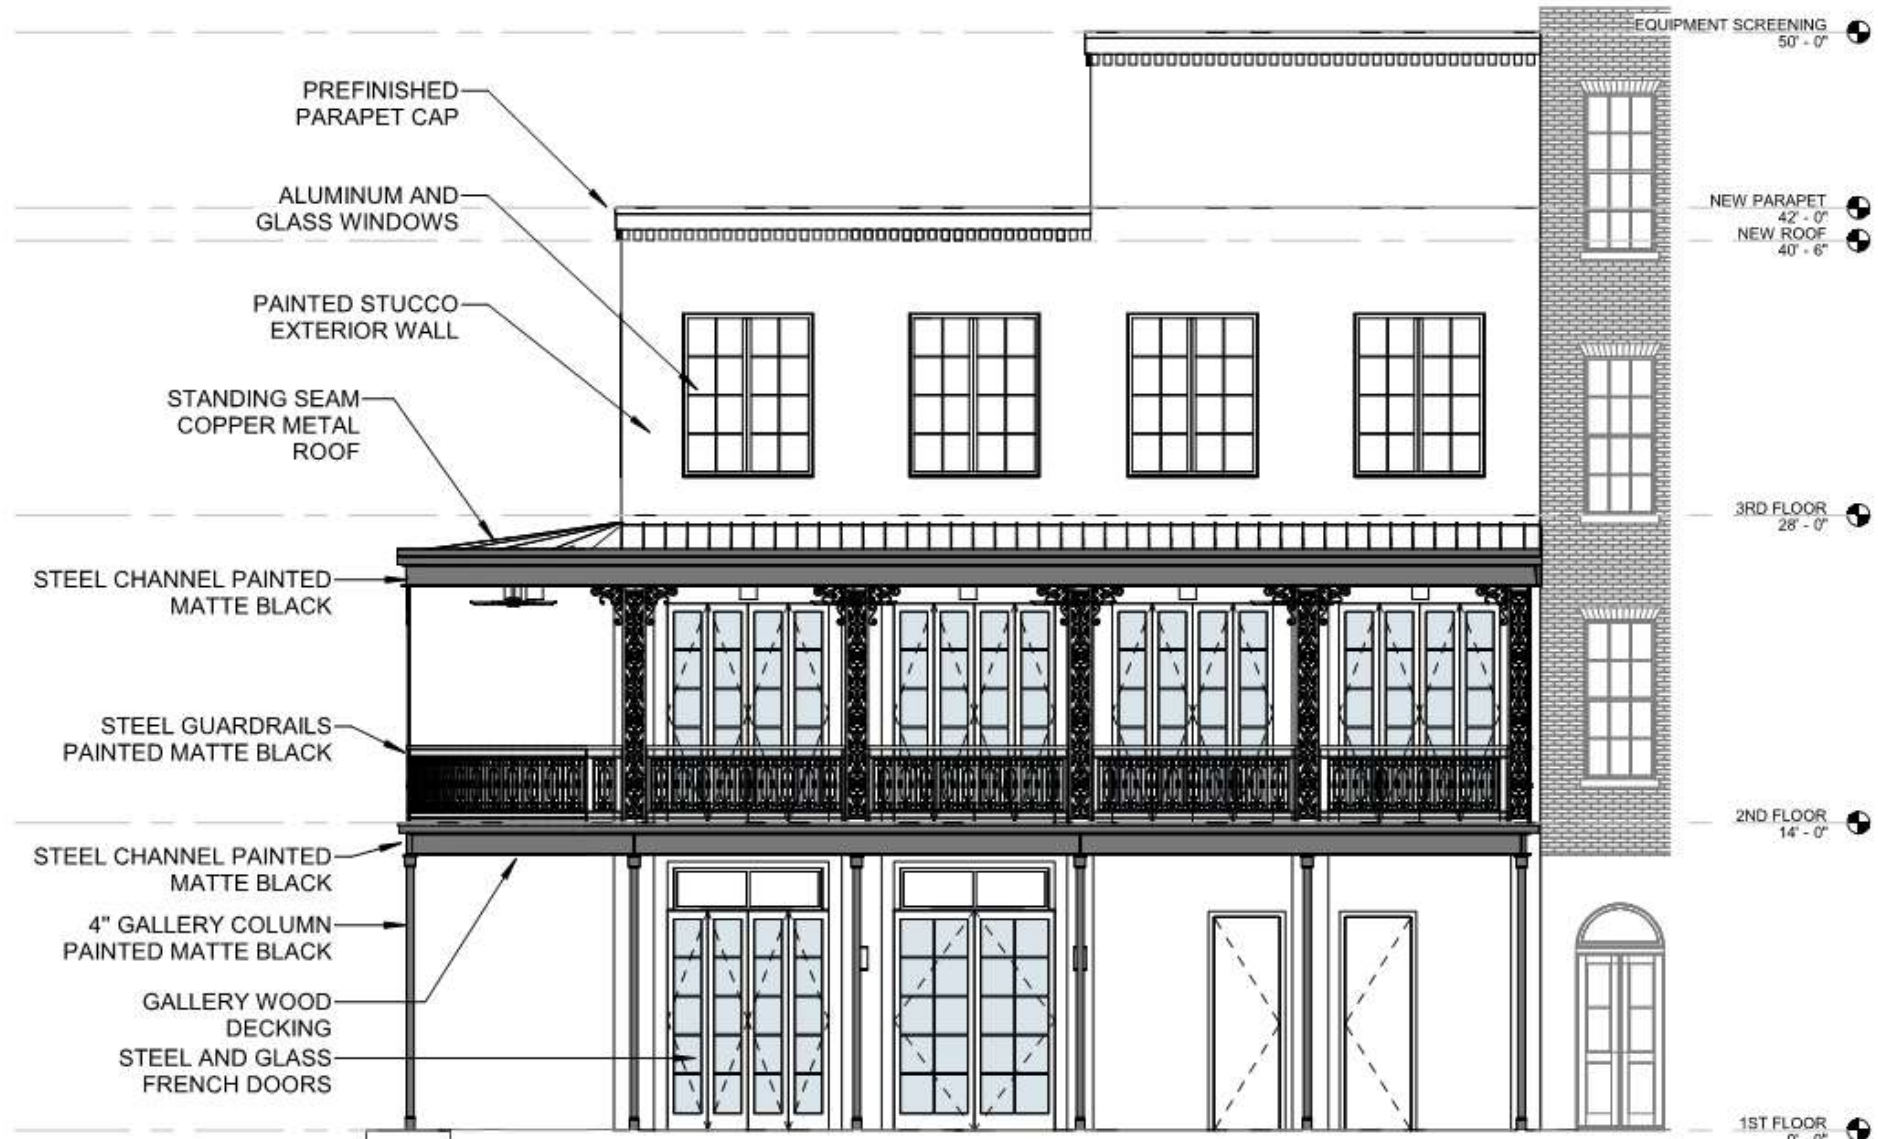 EQUIPMENT SCREENING
50' - 0"
PREFINISHED
PARAPET CAP
ALUMINUM AND
GLASS WINDOWS
NEW PARAPET
42' - 0"
NEW ROOF
40' - 6"
PAINTED STUCCO
EXTERIOR WALL
STANDING SEAM
COPPER METAL
ROOF
3RD FLOOR
28' - 0"
STEEL CHANNEL PAINTED
MATTE BLACK
STEEL GUARDRAILS
PAINTED MATTE BLACK
2ND FLOOR
14' - 0"
STEEL CHANNEL PAINTED
MATTE BLACK
4" GALLERY COLUMN
PAINTED MATTE BLACK
GALLERY WOOD
DECKING
STEEL AND GLASS
FRENCH DOORS
1ST FLOOR
0' - 0"